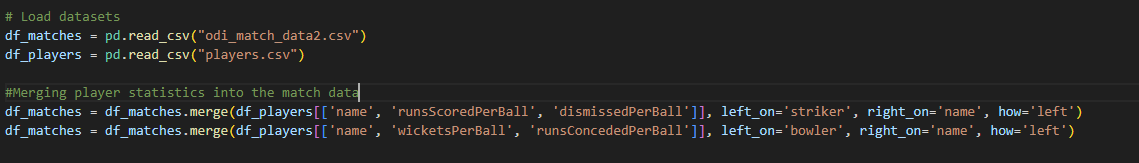 # Load datasets
df_matches = pd.read_csv("odi_match_data2.csv")
df_players = pd.read_csv("players.csv")
#Merging player statistics into the match data
df_matches = df_matches.merge(df_players[['name', 'runsScoredPerBall', 'dismissedPerBall']], left_on='striker', right_on='name', how='left')
df_matches = df_matches.merge(df_players[['name', 'wicketsPerBall', 'runsConcededPerBall']], left_on='bowler', right_on='name', how='left')